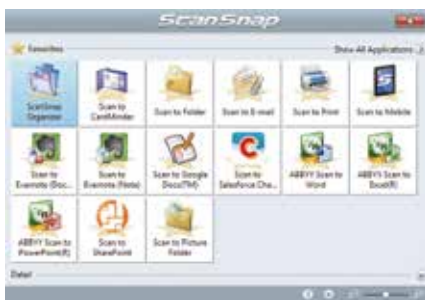 ScanSnap
Favorites
Show All Applications
ScanSnap
Organizer
Scan to
CardMinder
Scan to Folder
Scan to E-mail
Scan to Print
Scan to Mobile
Scan to
Evernote (Doc...
Scan to
Evernote (Note)
Scan to Google
Docs(TM)
Scan to
Salesforce Cha...
ABBYY Scan to
Word
ABBYY Scan to
Excel(R)
ABBYY Scan to
PowerPoint(R)
Scan to
SharePoint
Scan to Picture
Folder
Detail